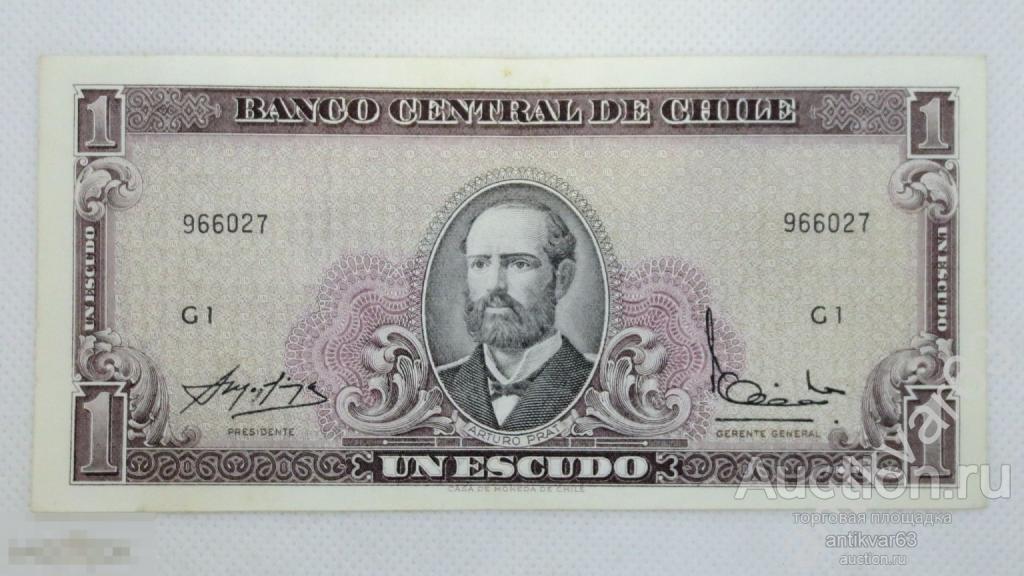 1 BANCO CENTRAL DE CHILE 1
966027 966027
UN ESCUDO UN ESCUDO
G1 G1
PRESIDENTE GERENTE GENERAL
ARTURO PRAT
1 UN ESCUDO 1
CASA DE MONEDA DE CHILE
Auction.ru
торговая площадка
antikvar63
auction.ru